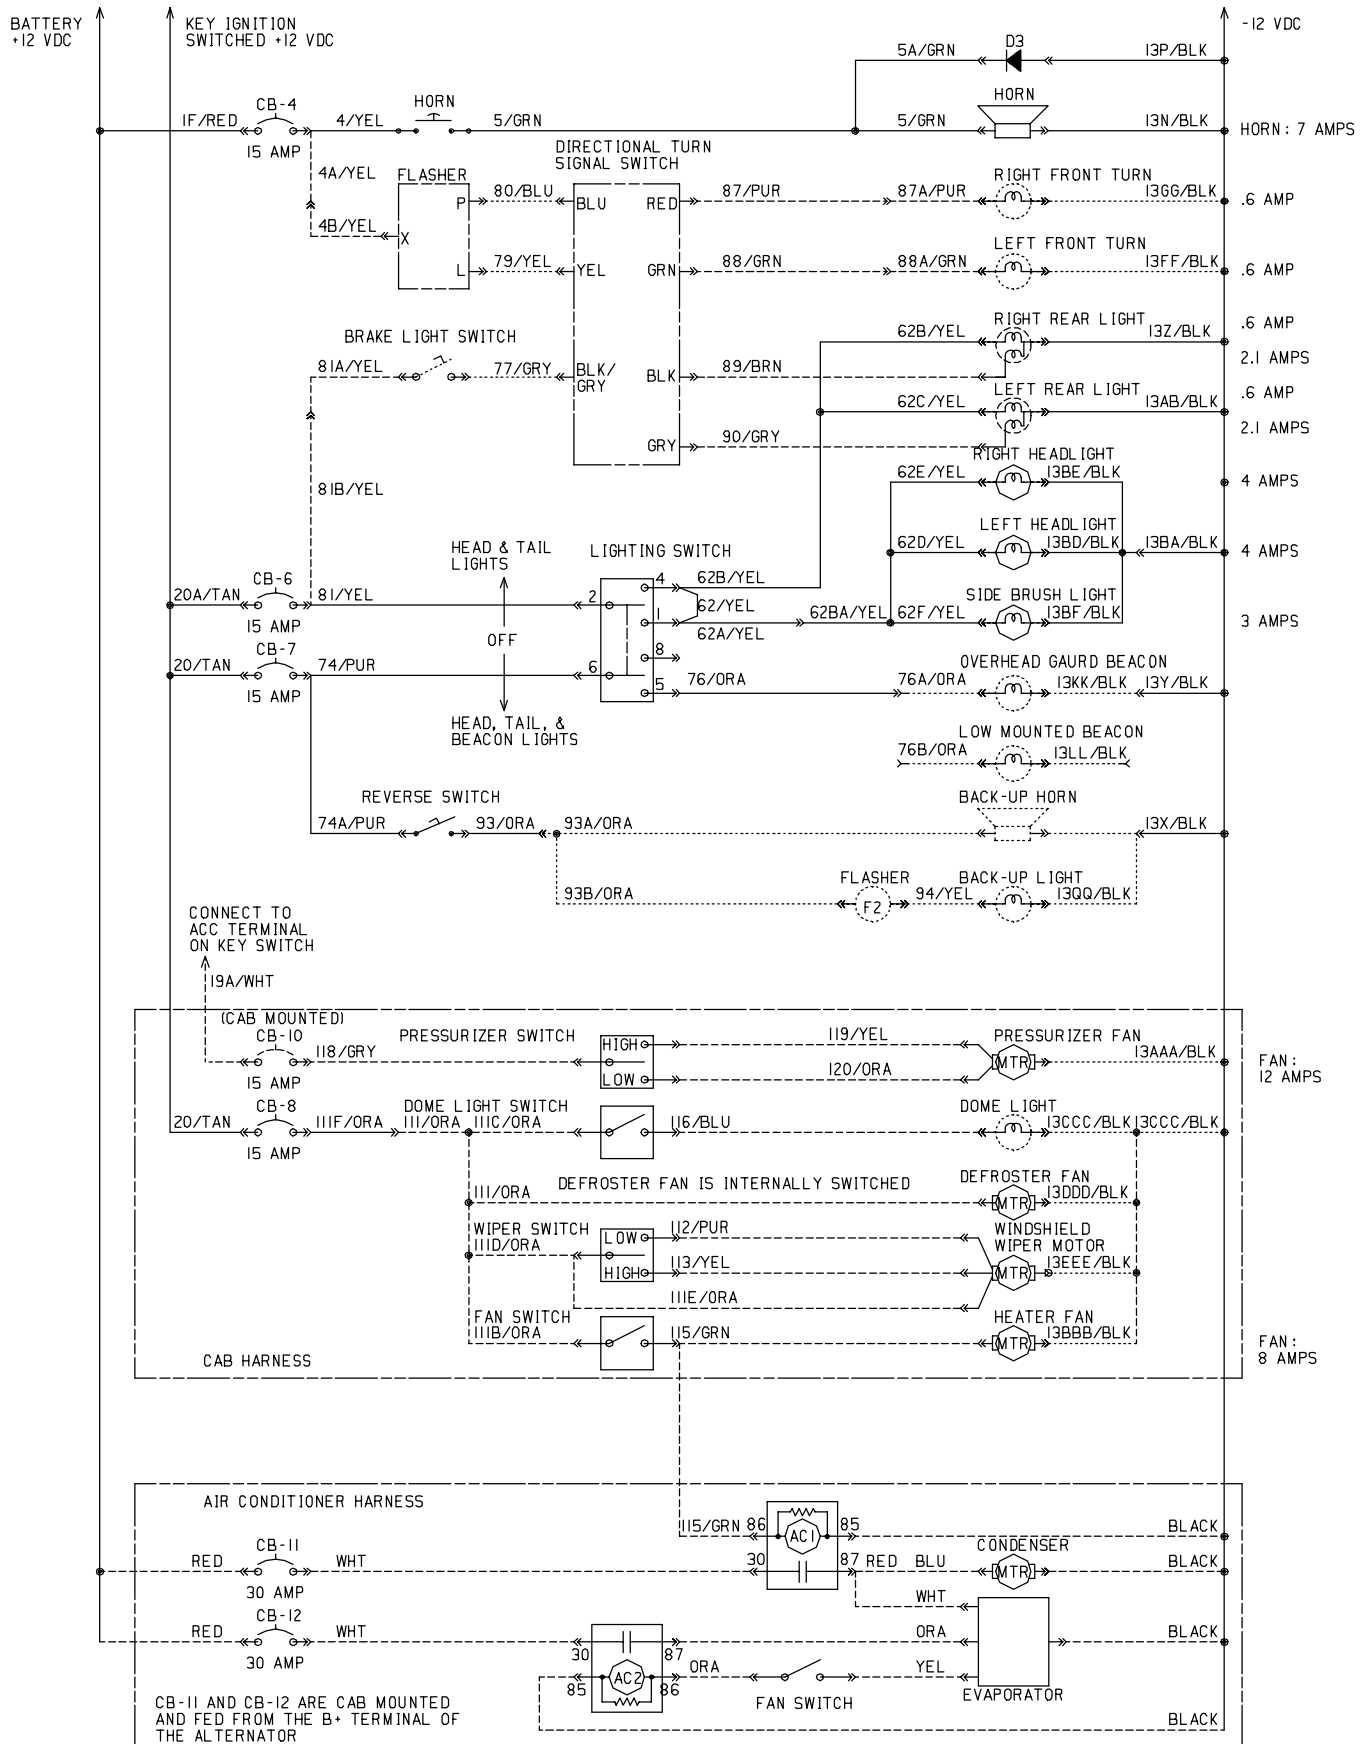 BATTERY
+12 VDC
KEY IGNITION
SWITCHED +12 VDC
-12 VDC
5A/GRN
D3
13P/BLK
CB-4
HORN
HORN
1F/RED
4/YEL
5/GRN
5/GRN
13N/BLK
HORN: 7 AMPS
15 AMP
DIRECTIONAL TURN
SIGNAL SWITCH
4A/YEL
FLASHER
RIGHT FRONT TURN
P
80/BLU
BLU
RED
87/PUR
87A/PUR
13GG/BLK
.6 AMP
4B/YEL
X
LEFT FRONT TURN
L
79/YEL
YEL
GRN
88/GRN
88A/GRN
13FF/BLK
.6 AMP
RIGHT REAR LIGHT
.6 AMP
BRAKE LIGHT SWITCH
62B/YEL
13Z/BLK
2.1 AMPS
81A/YEL
77/GRY
BLK/
GRY
BLK
89/BRN
LEFT REAR LIGHT
.6 AMP
62C/YEL
13AB/BLK
2.1 AMPS
GRY
90/GRY
RIGHT HEADLIGHT
62E/YEL
13BE/BLK
4 AMPS
81B/YEL
LEFT HEADLIGHT
62D/YEL
13BD/BLK
13BA/BLK
4 AMPS
HEAD & TAIL
LIGHTS
LIGHTING SWITCH
CB-6
20A/TAN
81/YEL
2
4
62B/YEL
62/YEL
SIDE BRUSH LIGHT
15 AMP
OFF
1
62A/YEL
62BA/YEL
62F/YEL
13BF/BLK
3 AMPS
CB-7
8
OVERHEAD GAURD BEACON
20/TAN
74/PUR
6
15 AMP
5
76/ORA
76A/ORA
13KK/BLK
13Y/BLK
HEAD, TAIL, &
BEACON LIGHTS
LOW MOUNTED BEACON
76B/ORA
13LL/BLK
REVERSE SWITCH
BACK-UP HORN
74A/PUR
93/ORA
93A/ORA
13X/BLK
FLASHER
BACK-UP LIGHT
93B/ORA
F2
94/YEL
13QQ/BLK
CONNECT TO
ACC TERMINAL
ON KEY SWITCH
19A/WHT
(CAB MOUNTED)
CB-10
PRESSURIZER SWITCH
HIGH
119/YEL
PRESSURIZER FAN
118/GRY
MTR
13AAA/BLK
FAN:
12 AMPS
15 AMP
LOW
120/ORA
CB-8
DOME LIGHT SWITCH
DOME LIGHT
20/TAN
111F/ORA
111/ORA
111C/ORA
116/BLU
13CCC/BLK
13CCC/BLK
15 AMP
DEFROSTER FAN IS INTERNALLY SWITCHED
DEFROSTER FAN
111/ORA
MTR
13DDD/BLK
WIPER SWITCH
LOW
112/PUR
WINDSHIELD
WIPER MOTOR
111D/ORA
HIGH
113/YEL
MTR
13EEE/BLK
111E/ORA
FAN SWITCH
HEATER FAN
111B/ORA
115/GRN
MTR
13BBB/BLK
FAN:
8 AMPS
CAB HARNESS
AIR CONDITIONER HARNESS
115/GRN
86
AC1
85
BLACK
CB-11
CONDENSER
RED
WHT
30
87
RED
BLU
MTR
BLACK
30 AMP
WHT
CB-12
RED
WHT
30
87
ORA
BLACK
30 AMP
85
AC2
86
ORA
YEL
FAN SWITCH
EVAPORATOR
CB-11 AND CB-12 ARE CAB MOUNTED
AND FED FROM THE B+ TERMINAL OF
THE ALTERNATOR
BLACK